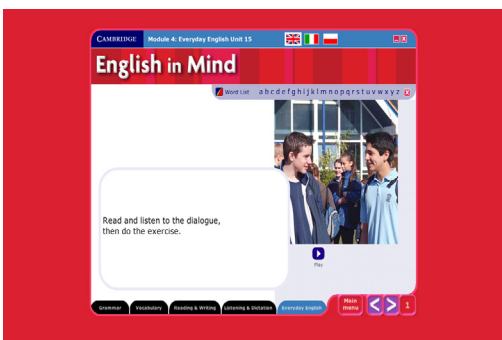 CAMBRIDGE Module 4: Everyday English Unit 15
English in Mind
Word List a b c d e f g h i j k l m n o p q r s t u v w x y z
Read and listen to the dialogue,
then do the exercise.
Play
Grammar Vocabulary Reading & Writing Listening & Dictation Everyday English Main menu < > 1